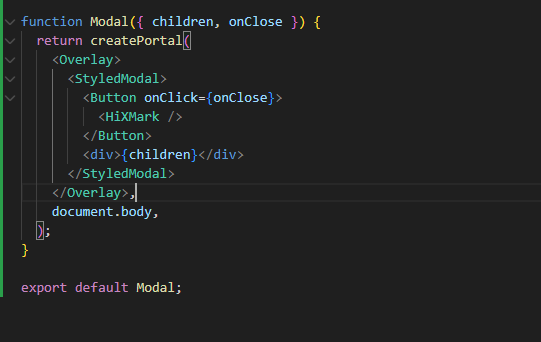 function Modal({ children, onClose }) {
  return createPortal(
    <Overlay>
      <StyledModal>
        <Button onClick={onClose}>
          <HiXMark />
        </Button>
        <div>{children}</div>
      </StyledModal>
    </Overlay>,
    document.body,
  );
}

export default Modal;